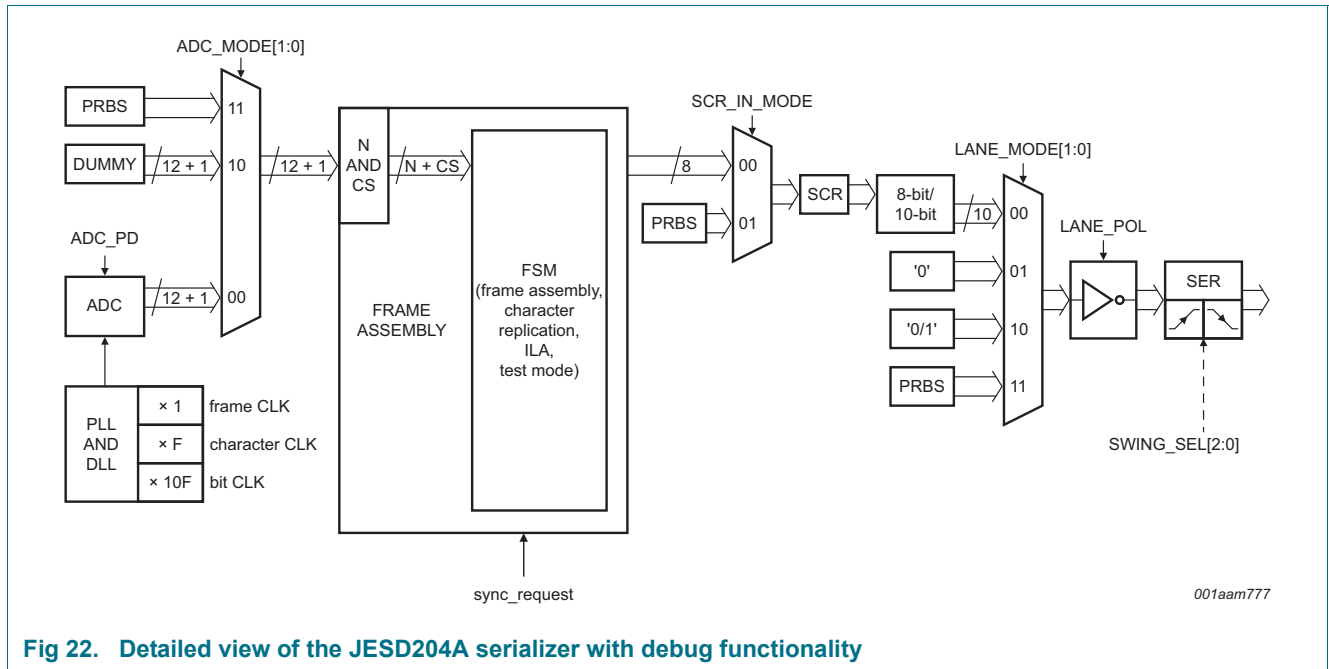 ADC_MODE[1:0]
PRBS
11
DUMMY
12 + 1
10
12 + 1
ADC_PD
ADC
12 + 1
00
PLL
AND
DLL
× 1
frame CLK
× F
character CLK
× 10F
bit CLK
N
AND
CS
N + CS
FRAME
ASSEMBLY
FSM
(frame assembly,
character
replication,
ILA,
test mode)
sync_request
8
SCR_IN_MODE
00
PRBS
01
SCR
8-bit/
10-bit
10
LANE_MODE[1:0]
00
'0'
01
'0/1'
10
PRBS
11
LANE_POL
SER
SWING_SEL[2:0]
001aam777
Fig 22. Detailed view of the JESD204A serializer with debug functionality